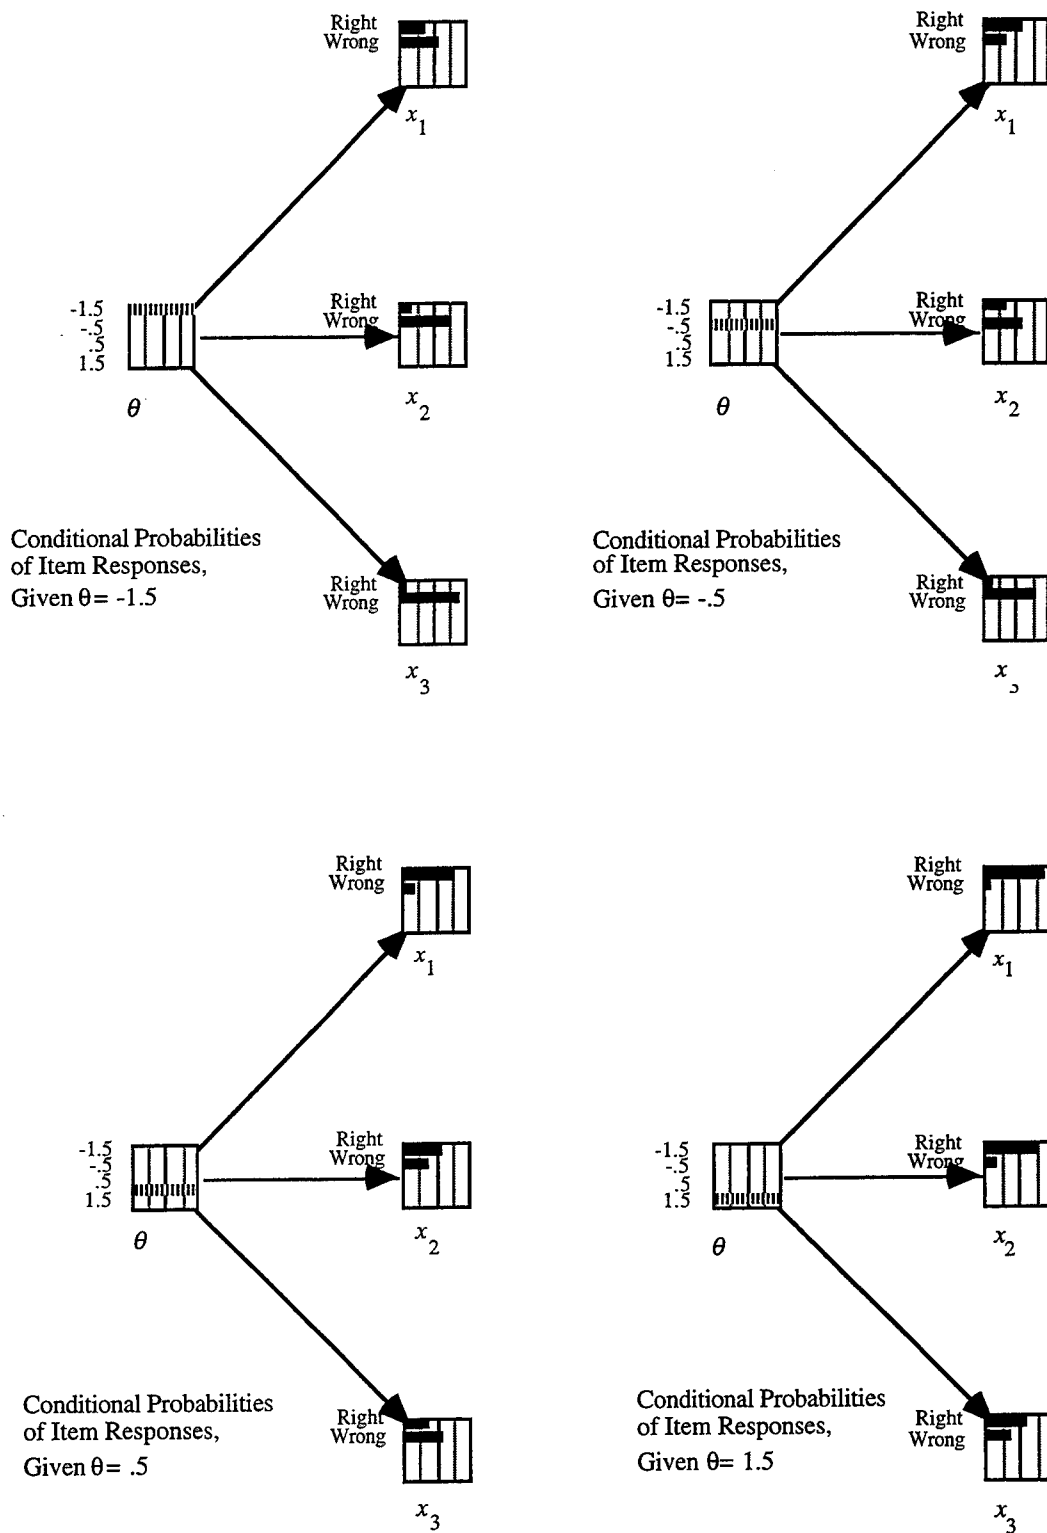 Right
Wrong
x1
-1.5
-.5
.5
1.5
θ
Right
Wrong
x2
Conditional Probabilities
of Item Responses,
Given θ= -1.5
Right
Wrong
x3
Right
Wrong
x1
-1.5
-.5
.5
1.5
θ
Right
Wrong
x2
Conditional Probabilities
of Item Responses,
Given θ= -.5
Right
Wrong
x
Right
Wrong
x1
-1.5
-.5
.5
1.5
θ
Right
Wrong
x2
Conditional Probabilities
of Item Responses,
Given θ= .5
Right
Wrong
x3
Right
Wrong
x1
-1.5
-.5
.5
1.5
θ
Right
Wrong
x2
Conditional Probabilities
of Item Responses,
Given θ= 1.5
Right
Wrong
x3